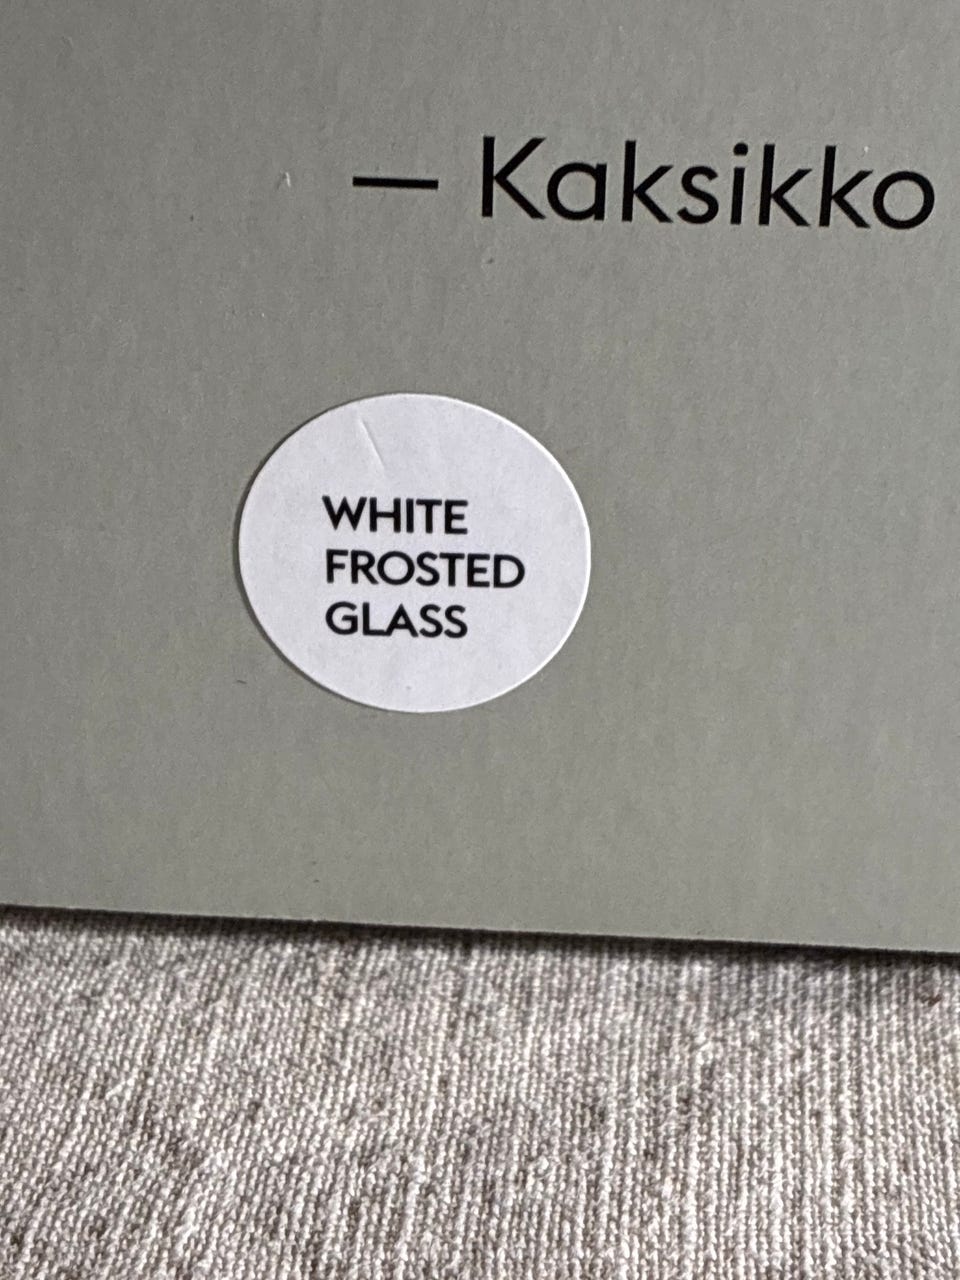 — Kaksikko
WHITE
FROSTED
GLASS